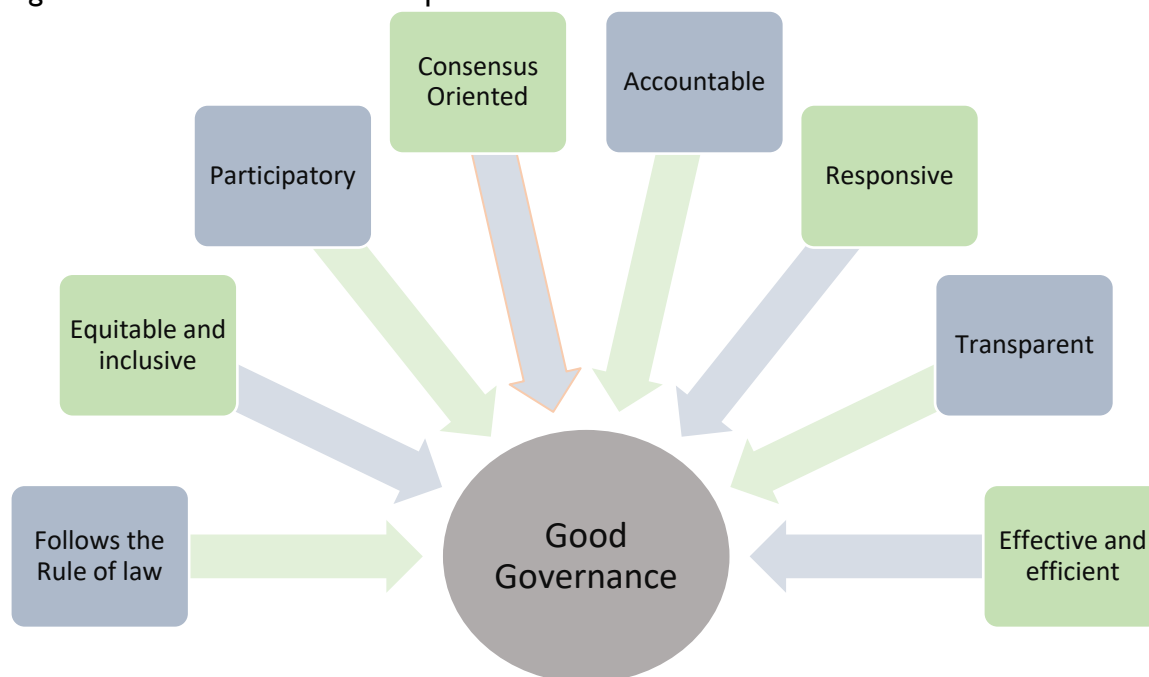 Consensus
Oriented
Accountable
Participatory
Responsive
Equitable and
inclusive
Transparent
Follows the
Rule of law
Good
Governance
Effective and
efficient